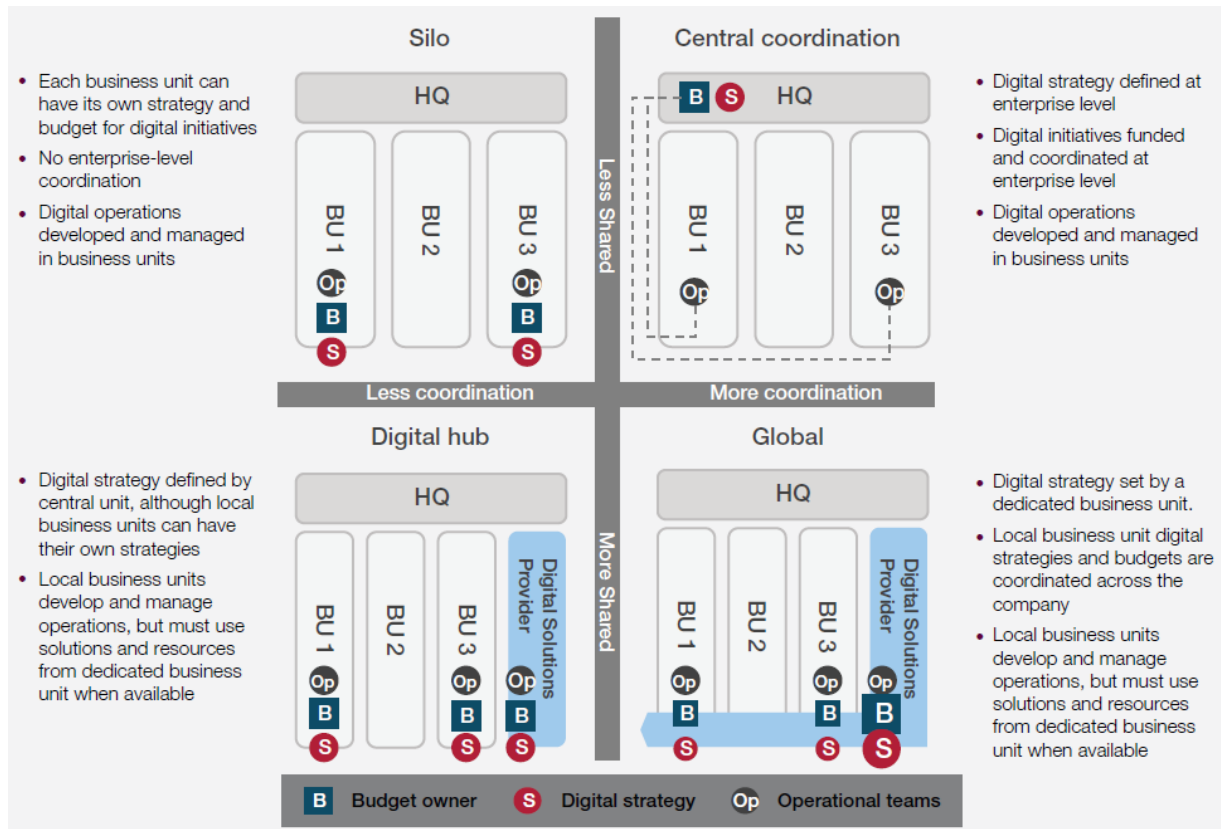 Silo
• Each business unit can
have its own strategy and
budget for digital initiatives
• No enterprise-level
coordination
• Digital operations
developed and managed
in business units
HQ
BU 1
BU 2
BU 3
Op
B
S
Op
B
S
Less Shared
Central coordination
B
S
HQ
BU 1
BU 2
BU 3
Op
Op
• Digital strategy defined at
enterprise level
• Digital initiatives funded
and coordinated at
enterprise level
• Digital operations
developed and managed
in business units
Less coordination
More coordination
Digital hub
• Digital strategy defined by
central unit, although local
business units can have
their own strategies
• Local business units
develop and manage
operations, but must use
solutions and resources
from dedicated business
unit when available
HQ
BU 1
BU 2
BU 3
Digital Solutions
Provider
Op
B
S
Op
B
S
Op
B
S
More Shared
Global
HQ
BU 1
BU 2
BU 3
Digital Solutions
Provider
Op
B
S
Op
B
S
Op
B
S
• Digital strategy set by a
dedicated business unit.
• Local business unit digital
strategies and budgets are
coordinated across the
company
• Local business units
develop and manage
operations, but must use
solutions and resources
from dedicated business
unit when available
B Budget owner
S Digital strategy
Op Operational teams